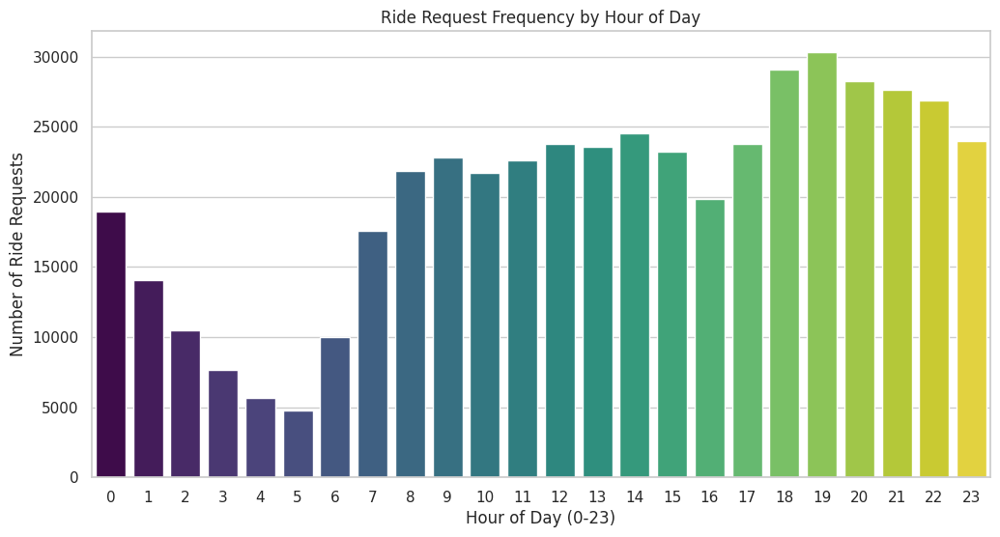 Ride Request Frequency by Hour of Day
Number of Ride Requests
30000
25000
20000
15000
10000
5000
0
0 1 2 3 4 5 6 7 8 9 10 11 12 13 14 15 16 17 18 19 20 21 22 23
Hour of Day (0-23)